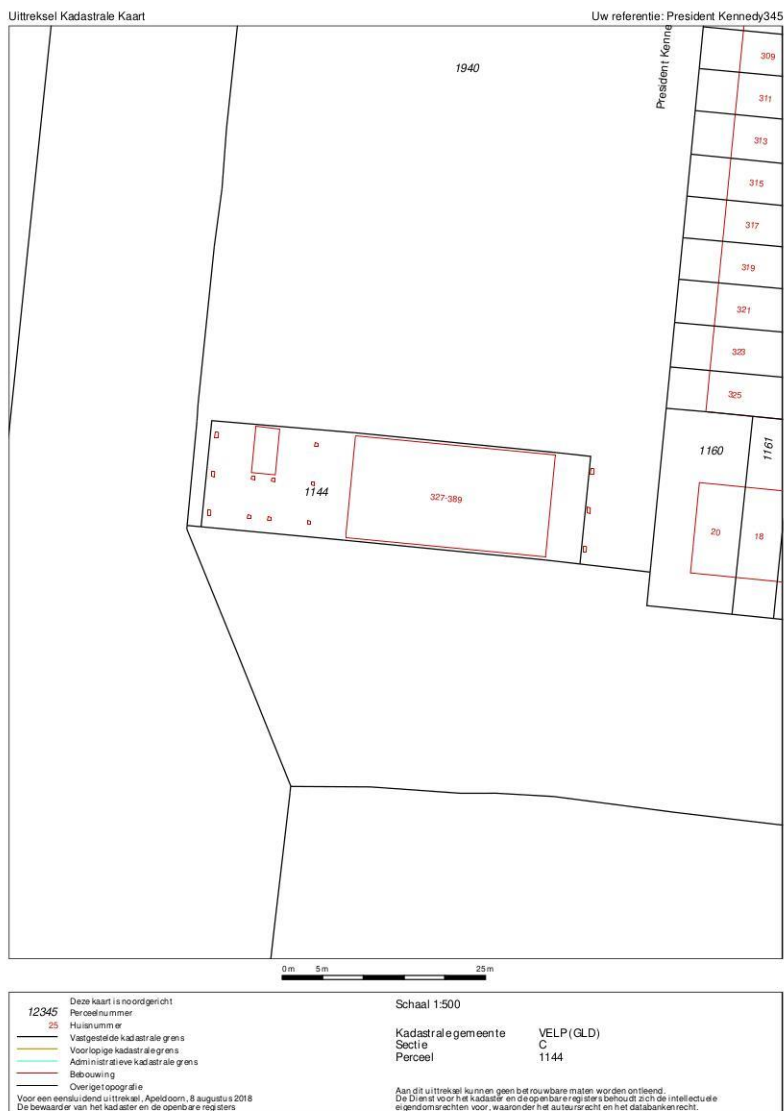 Uittreksel Kadastrale Kaart
Uw referentie: President Kennedy345
1940
President Kenne
309
311
313
315
317
319
321
323
325
1160
1161
1144
327-389
20
18
0 m 5 m 25 m
Deze kaart is noordgericht
12345 Perceelnummer
25 Huisnummer
Vastgestelde kadastrale grens
Voorlopige kadastrale grens
Administratieve kadastrale grens
Bebouwing
Overige topografie
Voor een eensluidend uittreksel, Apeldoorn, 8 augustus 2018
De bewaarder van het kadaster en de openbare registers
Schaal 1:500
Kadastrale gemeente VELP (GLD)
Sectie C
Perceel 1144
Aan dit uittreksel kunnen geen betrouwbare maten worden ontleend.
De Dienst voor het kadaster en de openbare registers behoudt zich de intellectuele
eigendomsrechten voor, waaronder het auteursrecht en het databankenrecht.